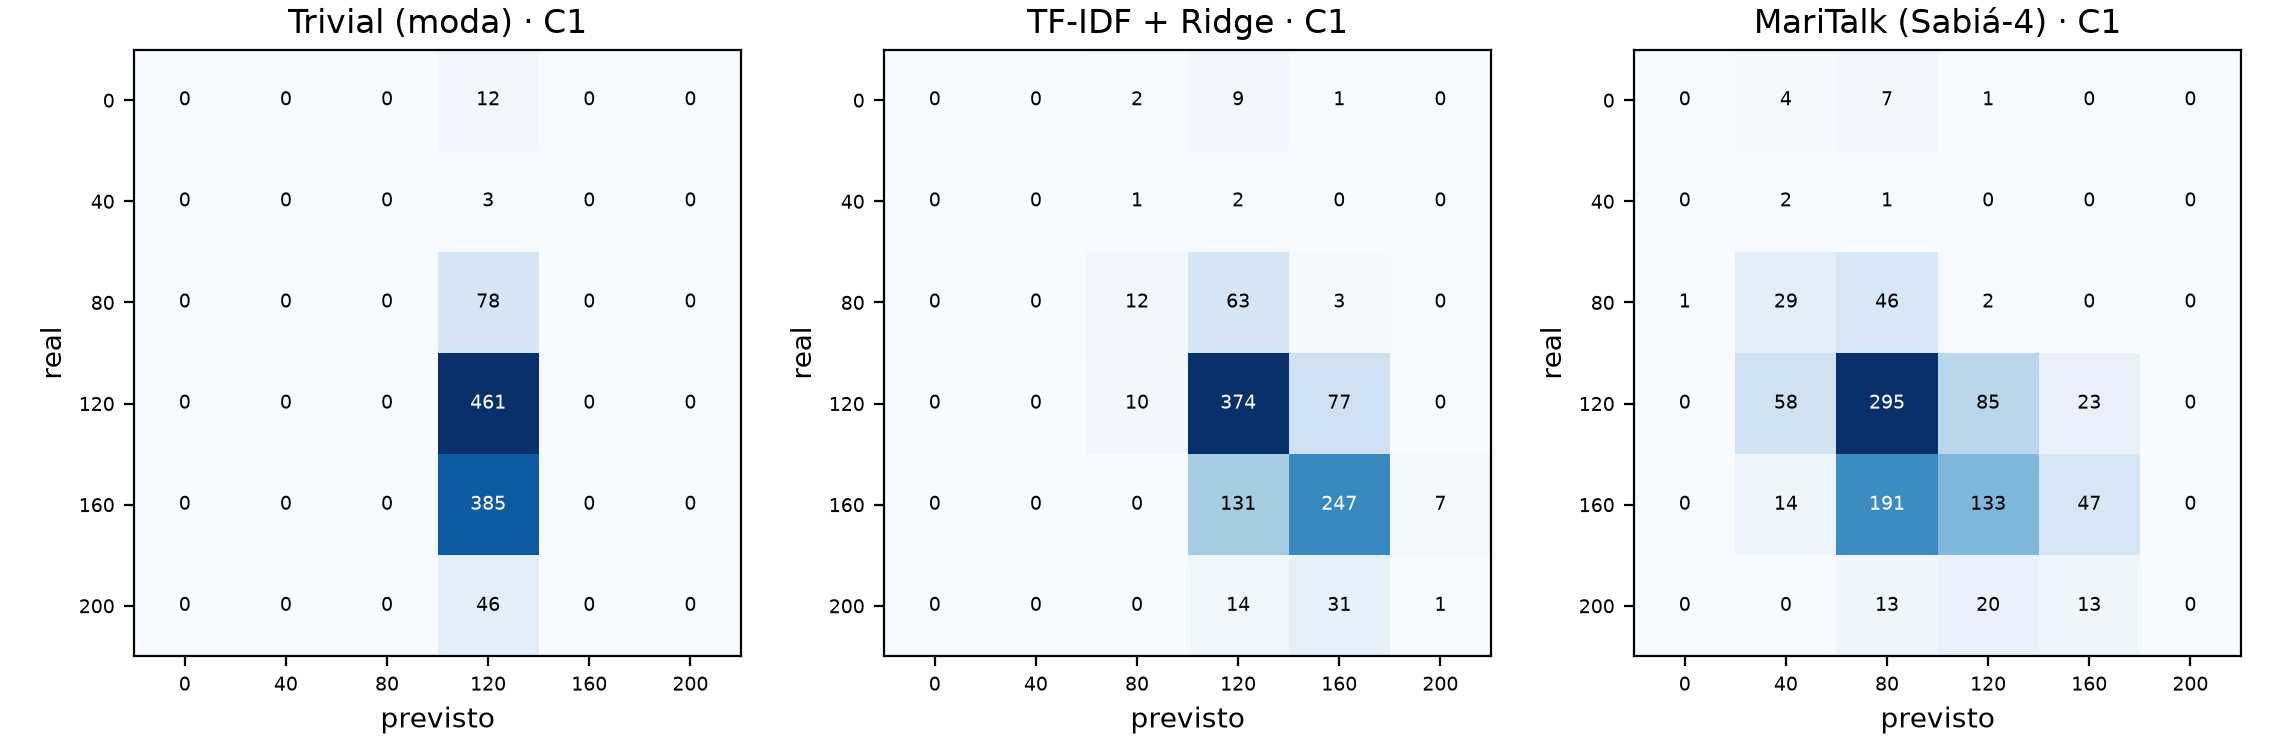 Trivial (moda) · C1
0 0 0 0 12 0 0
40 0 0 0 3 0 0
80 0 0 0 78 0 0
120 0 0 0 461 0 0
160 0 0 0 385 0 0
200 0 0 0 46 0 0
real
0 40 80 120 160 200
previsto
TF-IDF + Ridge · C1
0 0 0 2 9 1 0
40 0 0 1 2 0 0
80 0 0 12 63 3 0
120 0 0 10 374 77 0
160 0 0 0 131 247 7
200 0 0 0 14 31 1
real
0 40 80 120 160 200
previsto
MariTalk (Sabiá-4) · C1
0 0 4 7 1 0 0
40 0 2 1 0 0 0
80 1 29 46 2 0 0
120 0 58 295 85 23 0
160 0 14 191 133 47 0
200 0 0 13 20 13 0
real
0 40 80 120 160 200
previsto